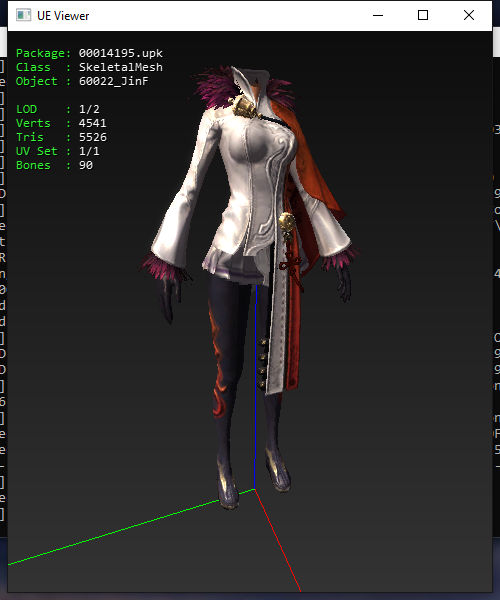 UE Viewer
Package: 00014195.upk
Class : SkeletalMesh
Object : 60022_JinF
LOD : 1/2
Verts : 4541
Tris : 5526
UV Set : 1/1
Bones : 90